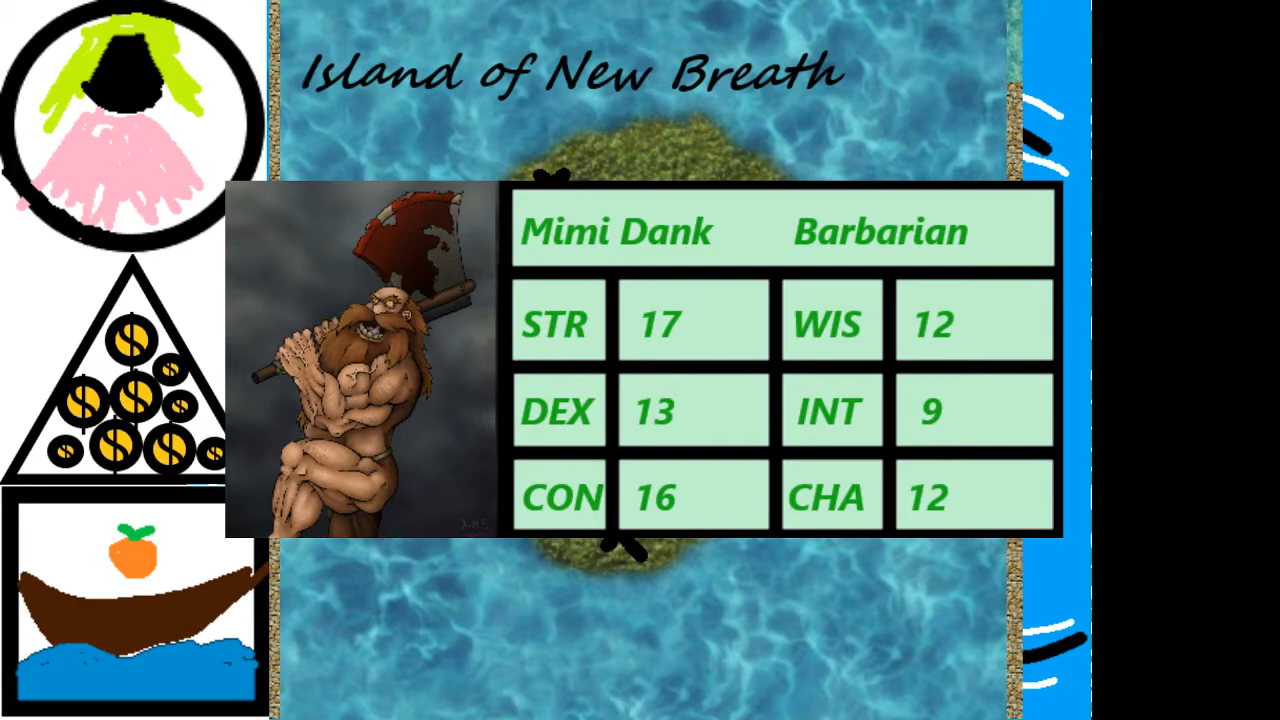 Island of New Breath
Mimi Dank Barbarian
STR 17 WIS 12
DEX 13 INT 9
CON 16 CHA 12
$
$
$ $ $
$ $ $ $